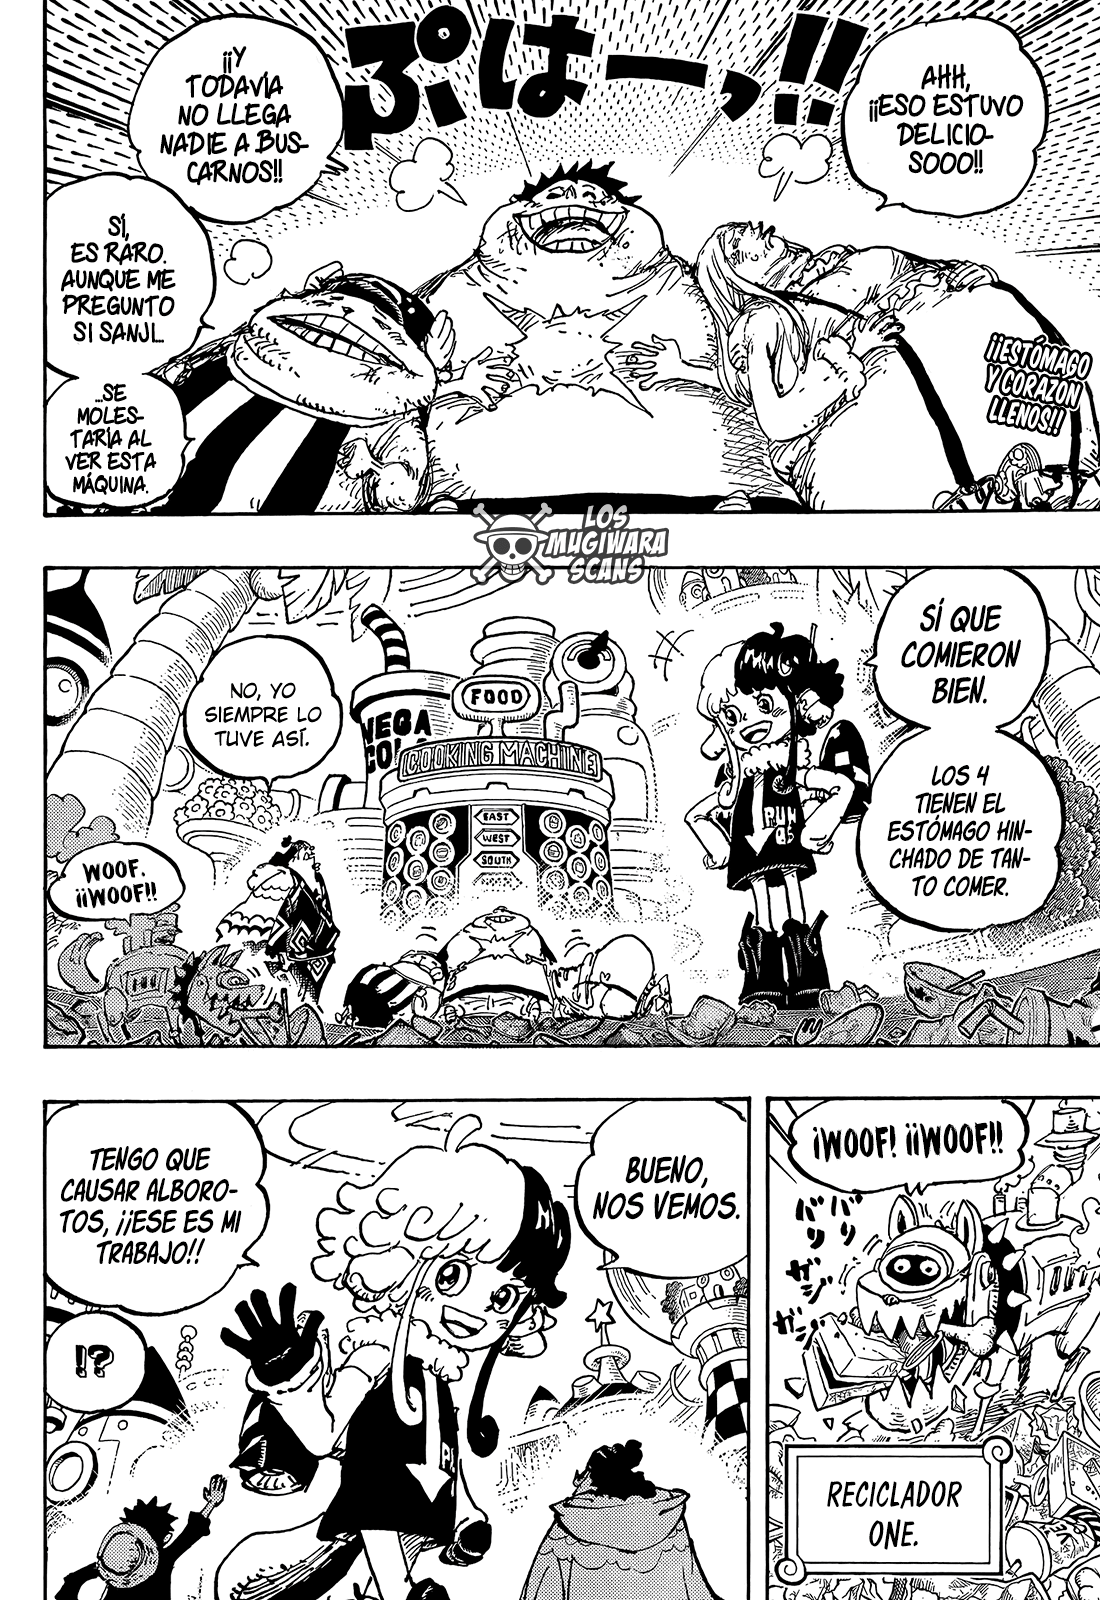 ぷはーっ!!
AHH,
¡¡ESO ESTUVO
DELICIO-
SOOO!!
¡¡Y
TODAVÍA
NO LLEGA
NADIE A BUS-
CARNOS!!
SÍ,
ES RARO.
AUNQUE ME
PREGUNTO
SI SANJI...
...SE
MOLES-
TARÍA AL
VER ESTA
MÁQUINA.
¡¡ESTÓMAGO
Y CORAZON
LLENOS!!
LOS
MUGIWARA
SCANS
SÍ QUE
COMIERON
BIEN.
LOS 4
TIENEN EL
ESTÓMAGO HIN-
CHADO DE TAN-
TO COMER.
NO, YO
SIEMPRE LO
TUVE ASÍ.
FOOD
MEGA
COOKING MACHINE
EAST
WEST
SOUTH
PUN
WOOF.
¡¡WOOF!!
BUENO,
NOS VEMOS.
TENGO QUE
CAUSAR ALBORO-
TOS, ¡¡ESE ES MI
TRABAJO!!
!?
¡WOOF! ¡¡WOOF!!
バリバリ
ガジガジ
RECICLADOR
ONE.